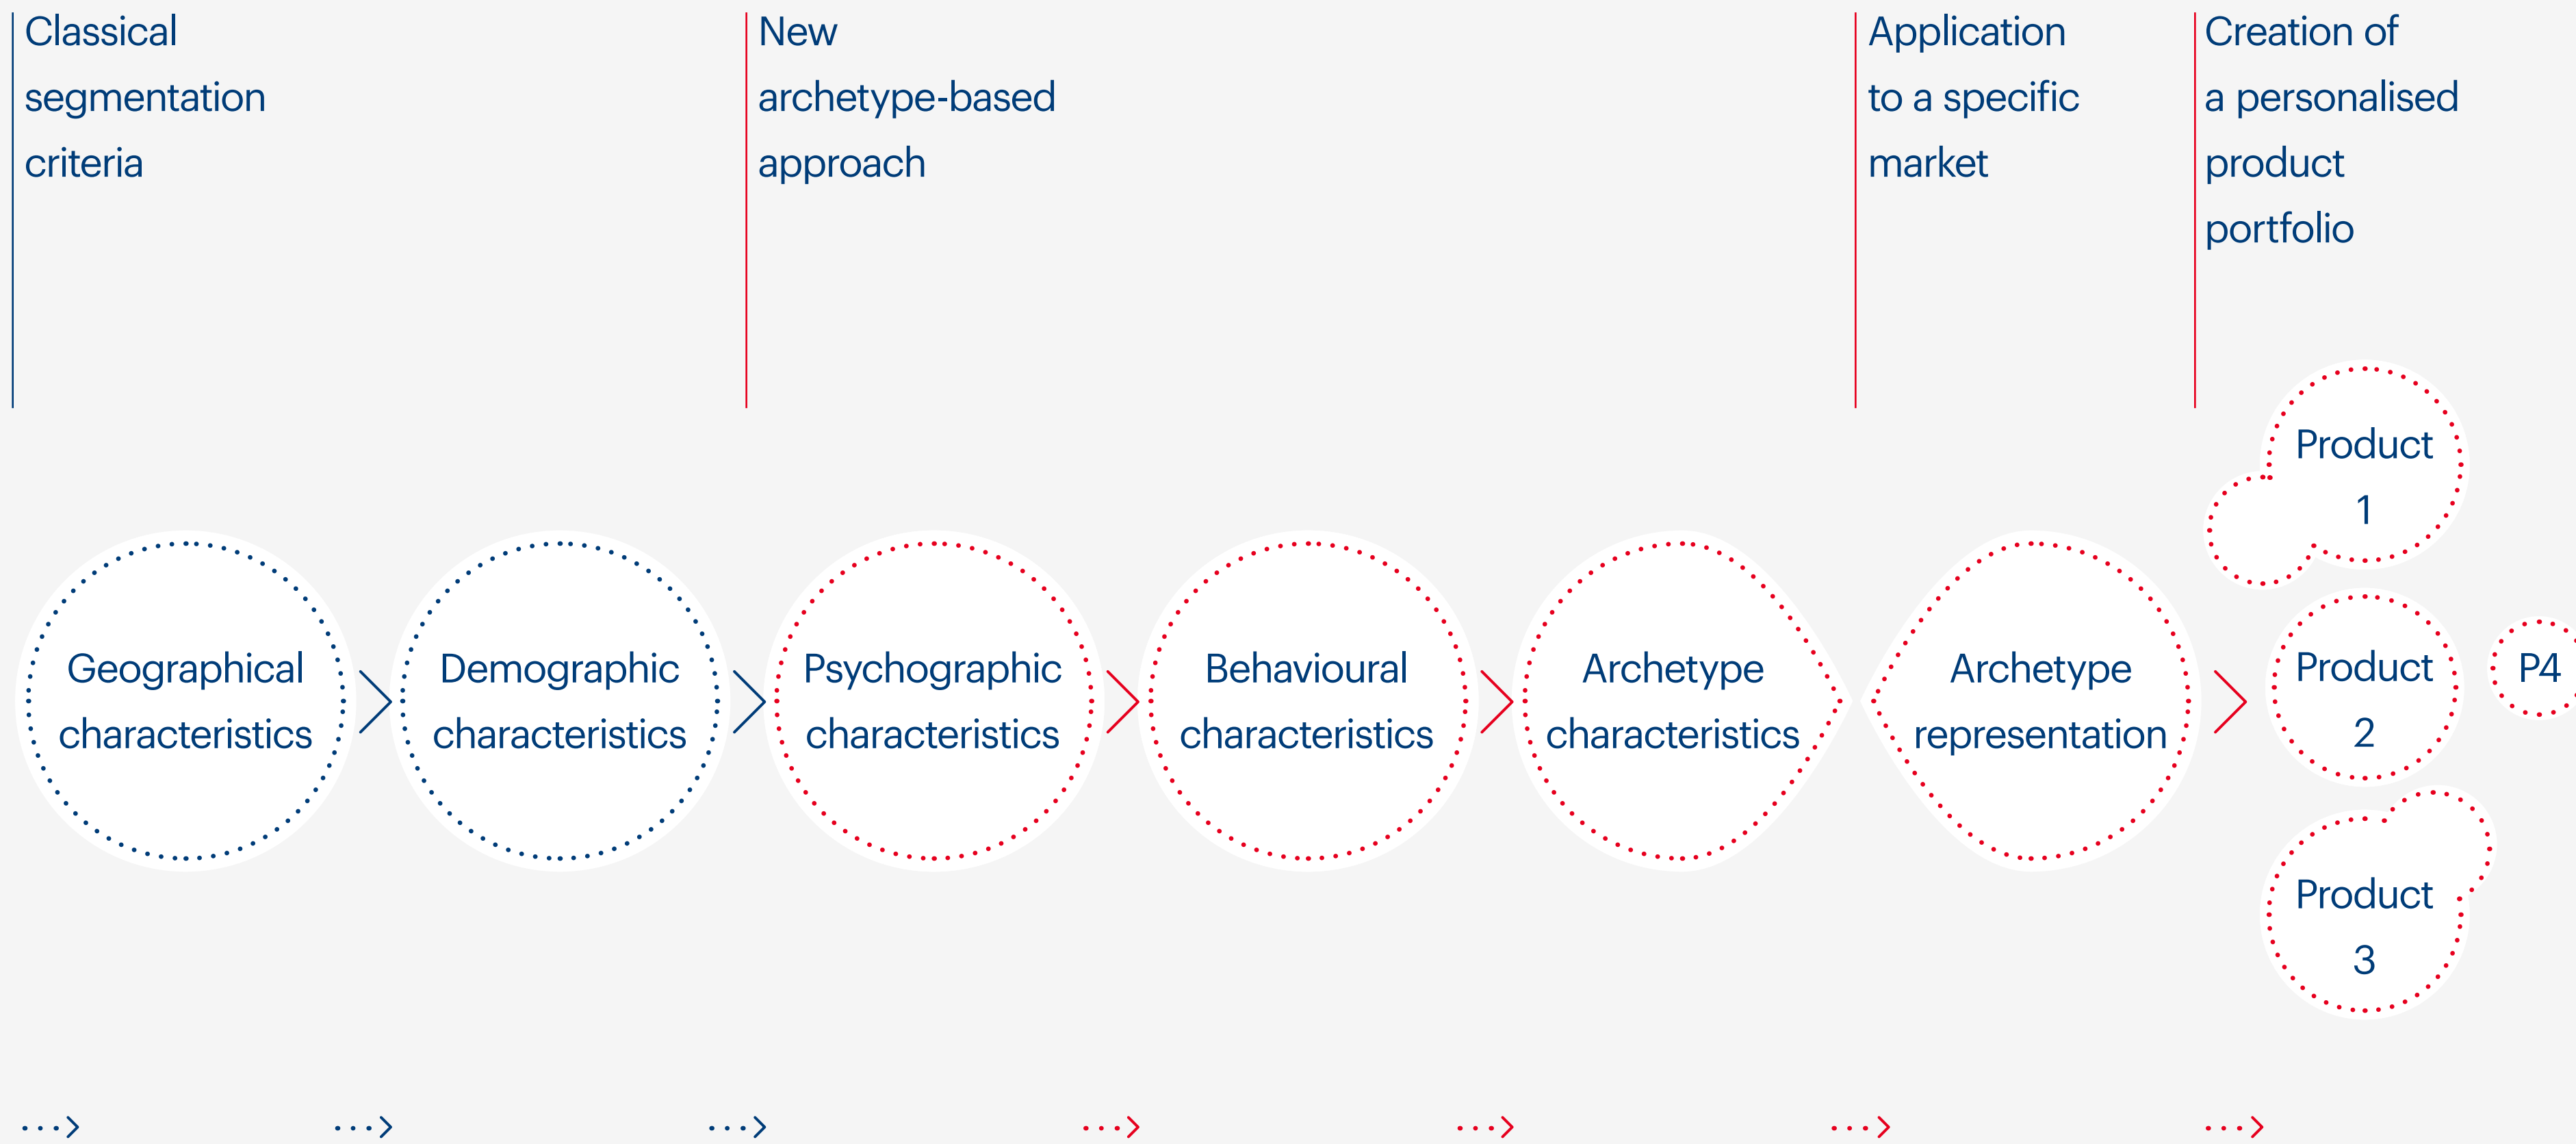 Classical
segmentation
criteria
New
archetype-based
approach
Application
to a specific
market
Creation of
a personalised
product
portfolio
Geographical
characteristics
Demographic
characteristics
Psychographic
characteristics
Behavioural
characteristics
Archetype
characteristics
Archetype
representation
Product
1
Product
2
P4
Product
3